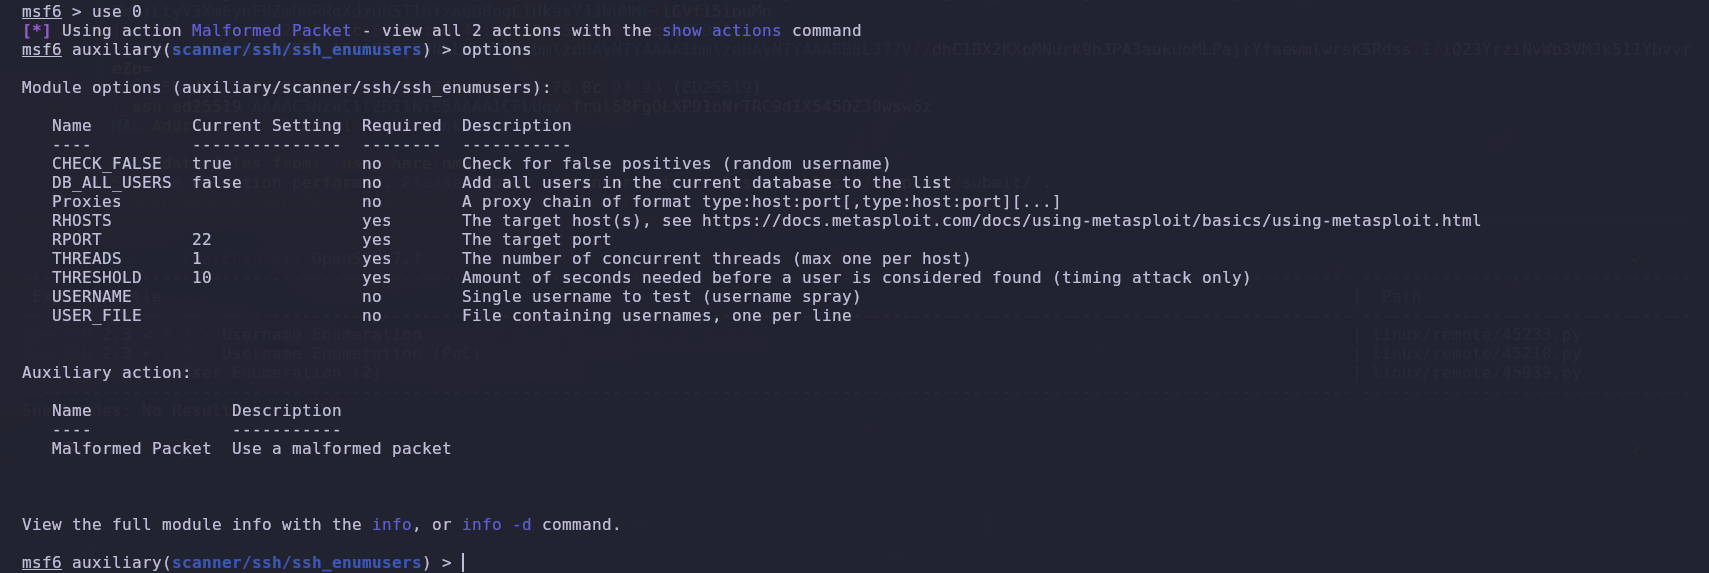 msf6 > use 0
[*] Using action Malformed Packet - view all 2 actions with the show actions command
msf6 auxiliary(scanner/ssh/ssh_enumusers) > options
Module options (auxiliary/scanner/ssh/ssh_enumusers):
Name Current Setting Required Description
---- --------------- -------- -----------
CHECK_FALSE true no Check for false positives (random username)
DB_ALL_USERS false no Add all users in the current database to the list
Proxies no A proxy chain of format type:host:port[,type:host:port][...]
RHOSTS yes The target host(s), see https://docs.metasploit.com/docs/using-metasploit/basics/using-metasploit.html
RPORT 22 yes The target port
THREADS 1 yes The number of concurrent threads (max one per host)
THRESHOLD 10 yes Amount of seconds needed before a user is considered found (timing attack only)
USERNAME no Single username to test (username spray)
USER_FILE no File containing usernames, one per line
Auxiliary action:
Name Description
---- -----------
Malformed Packet Use a malformed packet
View the full module info with the info, or info -d command.
msf6 auxiliary(scanner/ssh/ssh_enumusers) >